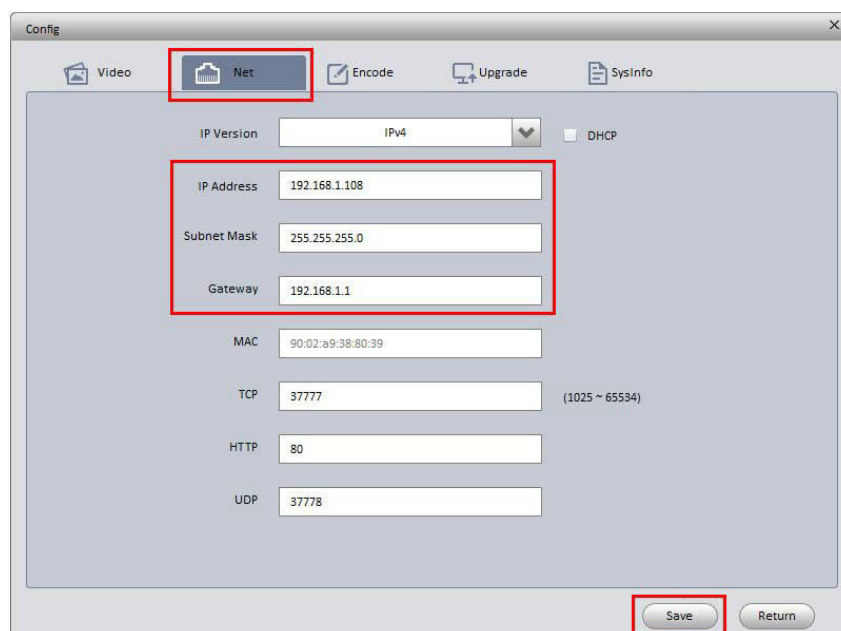 Config
Video Net Encode Upgrade SysInfo
IP Version IPv4 DHCP
IP Address 192.168.1.108
Subnet Mask 255.255.255.0
Gateway 192.168.1.1
MAC 90:02:a9:38:80:39
TCP 37777 (1025 ~ 65534)
HTTP 80
UDP 37778
Save Return